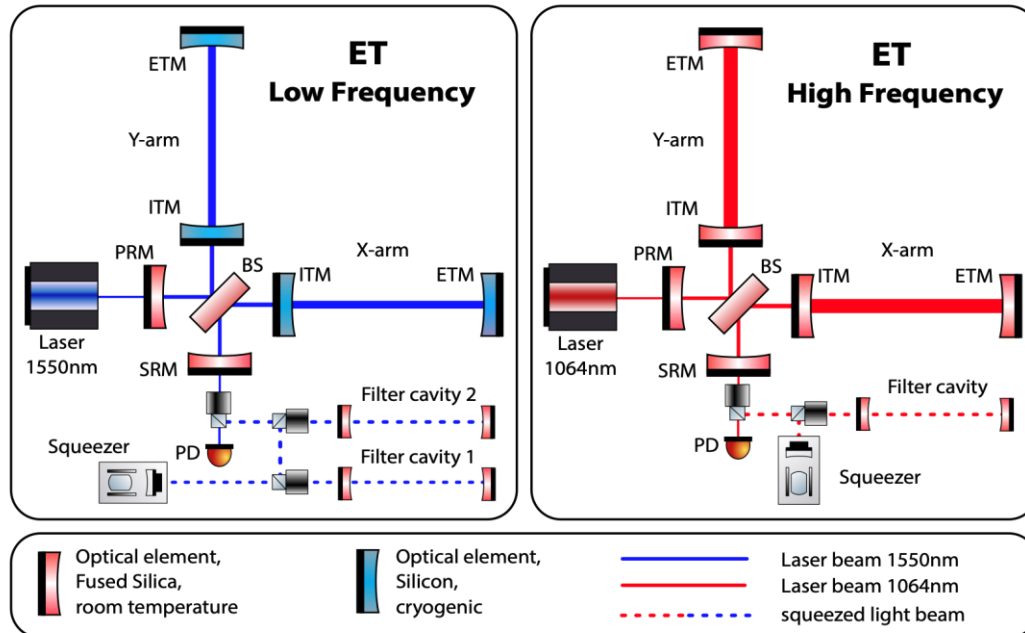 ET
Low Frequency
ETM
Y-arm
ITM
X-arm
PRM
BS
ITM
ETM
Laser
1550nm
SRM
Filter cavity 2
Squeezer
PD
Filter cavity 1
ET
High Frequency
ETM
Y-arm
ITM
X-arm
PRM
BS
ITM
ETM
Laser
1064nm
SRM
Filter cavity
PD
Squeezer
Optical element,
Fused Silica,
room temperature
Optical element,
Silicon,
cryogenic
Laser beam 1550nm
Laser beam 1064nm
squeezed light beam